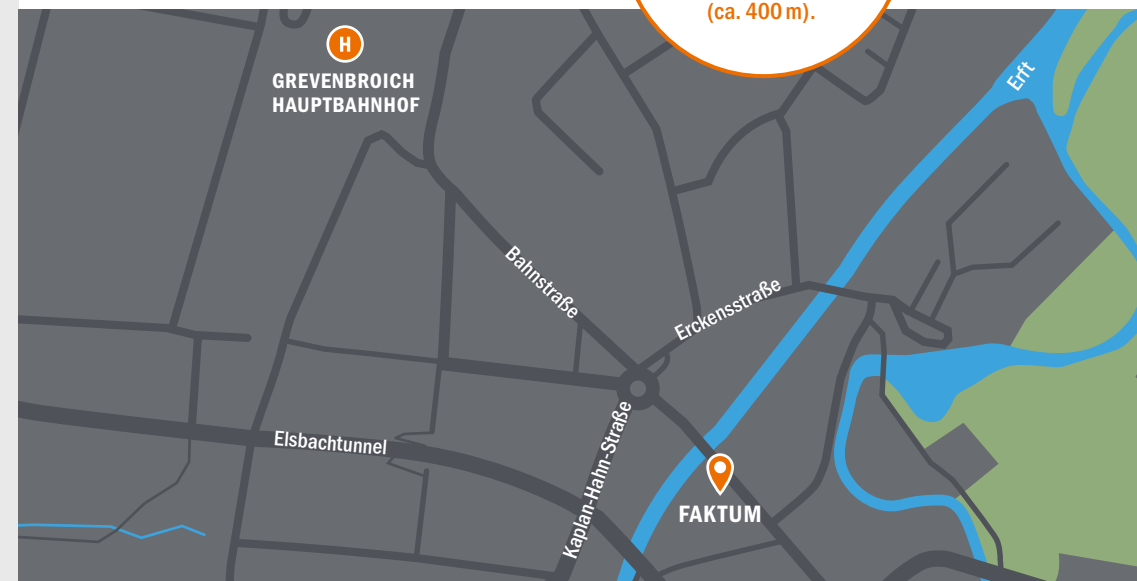 (ca. 400 m).
H
GREVENBROICH
HAUPTBAHNHOF
Erft
Bahnstraße
Erckensstraße
Elsbachtunnel
Kaplan-Hahn-Straße
FAKTUM